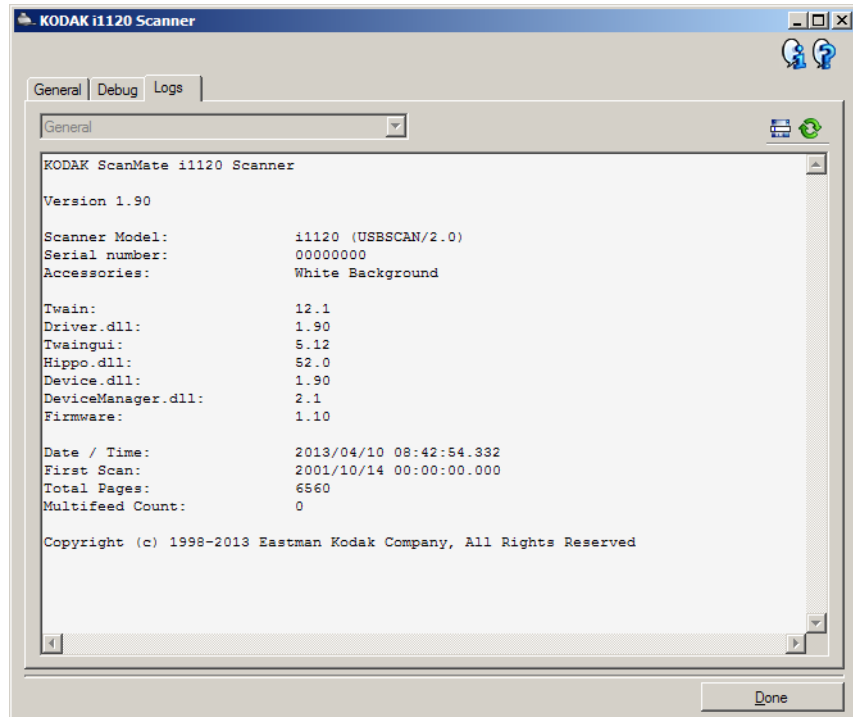 KODAK i1120 Scanner
General Debug Logs
General
KODAK ScanMate i1120 Scanner
Version 1.90
Scanner Model: i1120 (USBSCAN/2.0)
Serial number: 00000000
Accessories: White Background
Twain: 12.1
Driver.dll: 1.90
Twaingui: 5.12
Hippo.dll: 52.0
Device.dll: 1.90
DeviceManager.dll: 2.1
Firmware: 1.10
Date / Time: 2013/04/10 08:42:54.332
First Scan: 2001/10/14 00:00:00.000
Total Pages: 6560
Multifeed Count: 0
Copyright (c) 1998-2013 Eastman Kodak Company, All Rights Reserved
Done